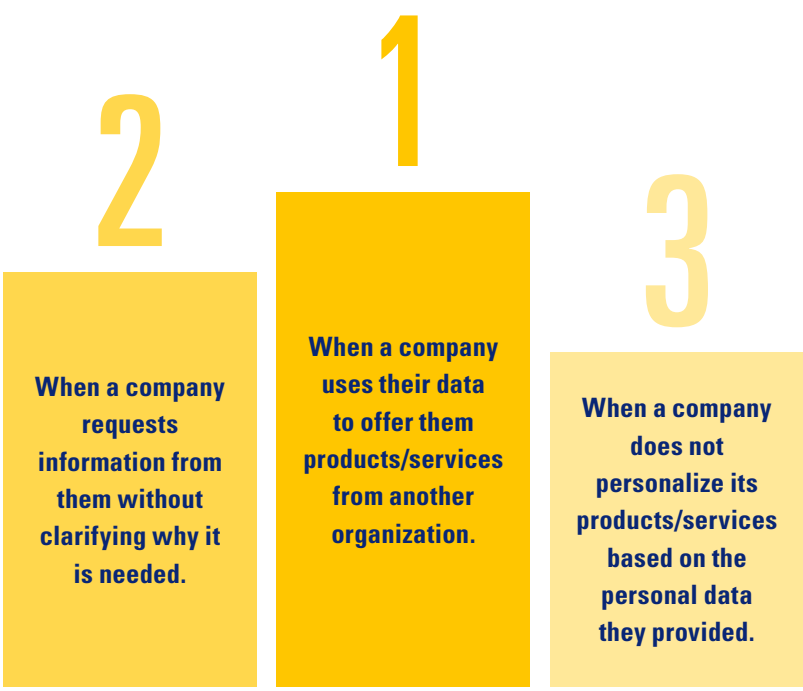 2
When a company
requests
information from
them without
clarifying why it
is needed.
1
When a company
uses their data
to offer them
products/services
from another
organization.
3
When a company
does not
personalize its
products/services
based on the
personal data
they provided.